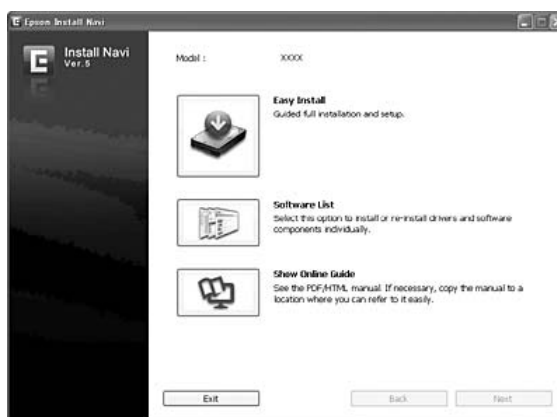 Epson Install Navi
Install Navi
Ver.5
Model : XXXX
Easy Install
Guided full installation and setup.
Software List
Select this option to install or re-install drivers and software
components individually.
Show Online Guide
See the PDF/HTML manual. If necessary, copy the manual to a
location where you can refer to it easily.
Exit
Back
Next